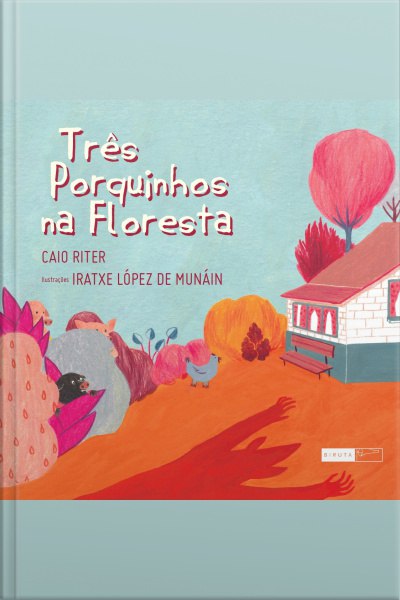 Três
Porquinhos
na Floresta
CAIO RITER
Ilustrações IRATXE LÓPEZ DE MUNÁIN
BIRUTA